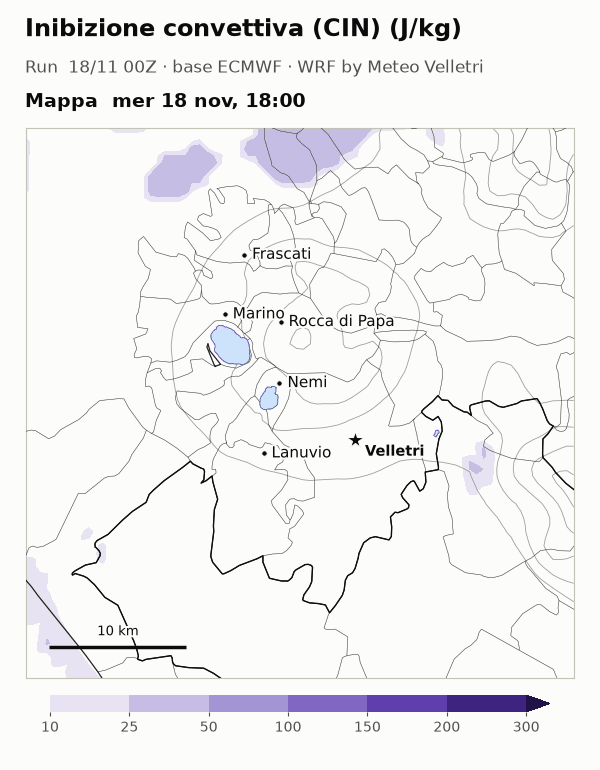 Inibizione convettiva (CIN) (J/kg)
Run  18/11 00Z · base ECMWF · WRF by Meteo Velletri
Mappa  mer 18 nov, 18:00
Frascati
Marino
Rocca di Papa
Nemi
Velletri
Lanuvio
10 km
10 25 50 100 150 200 300